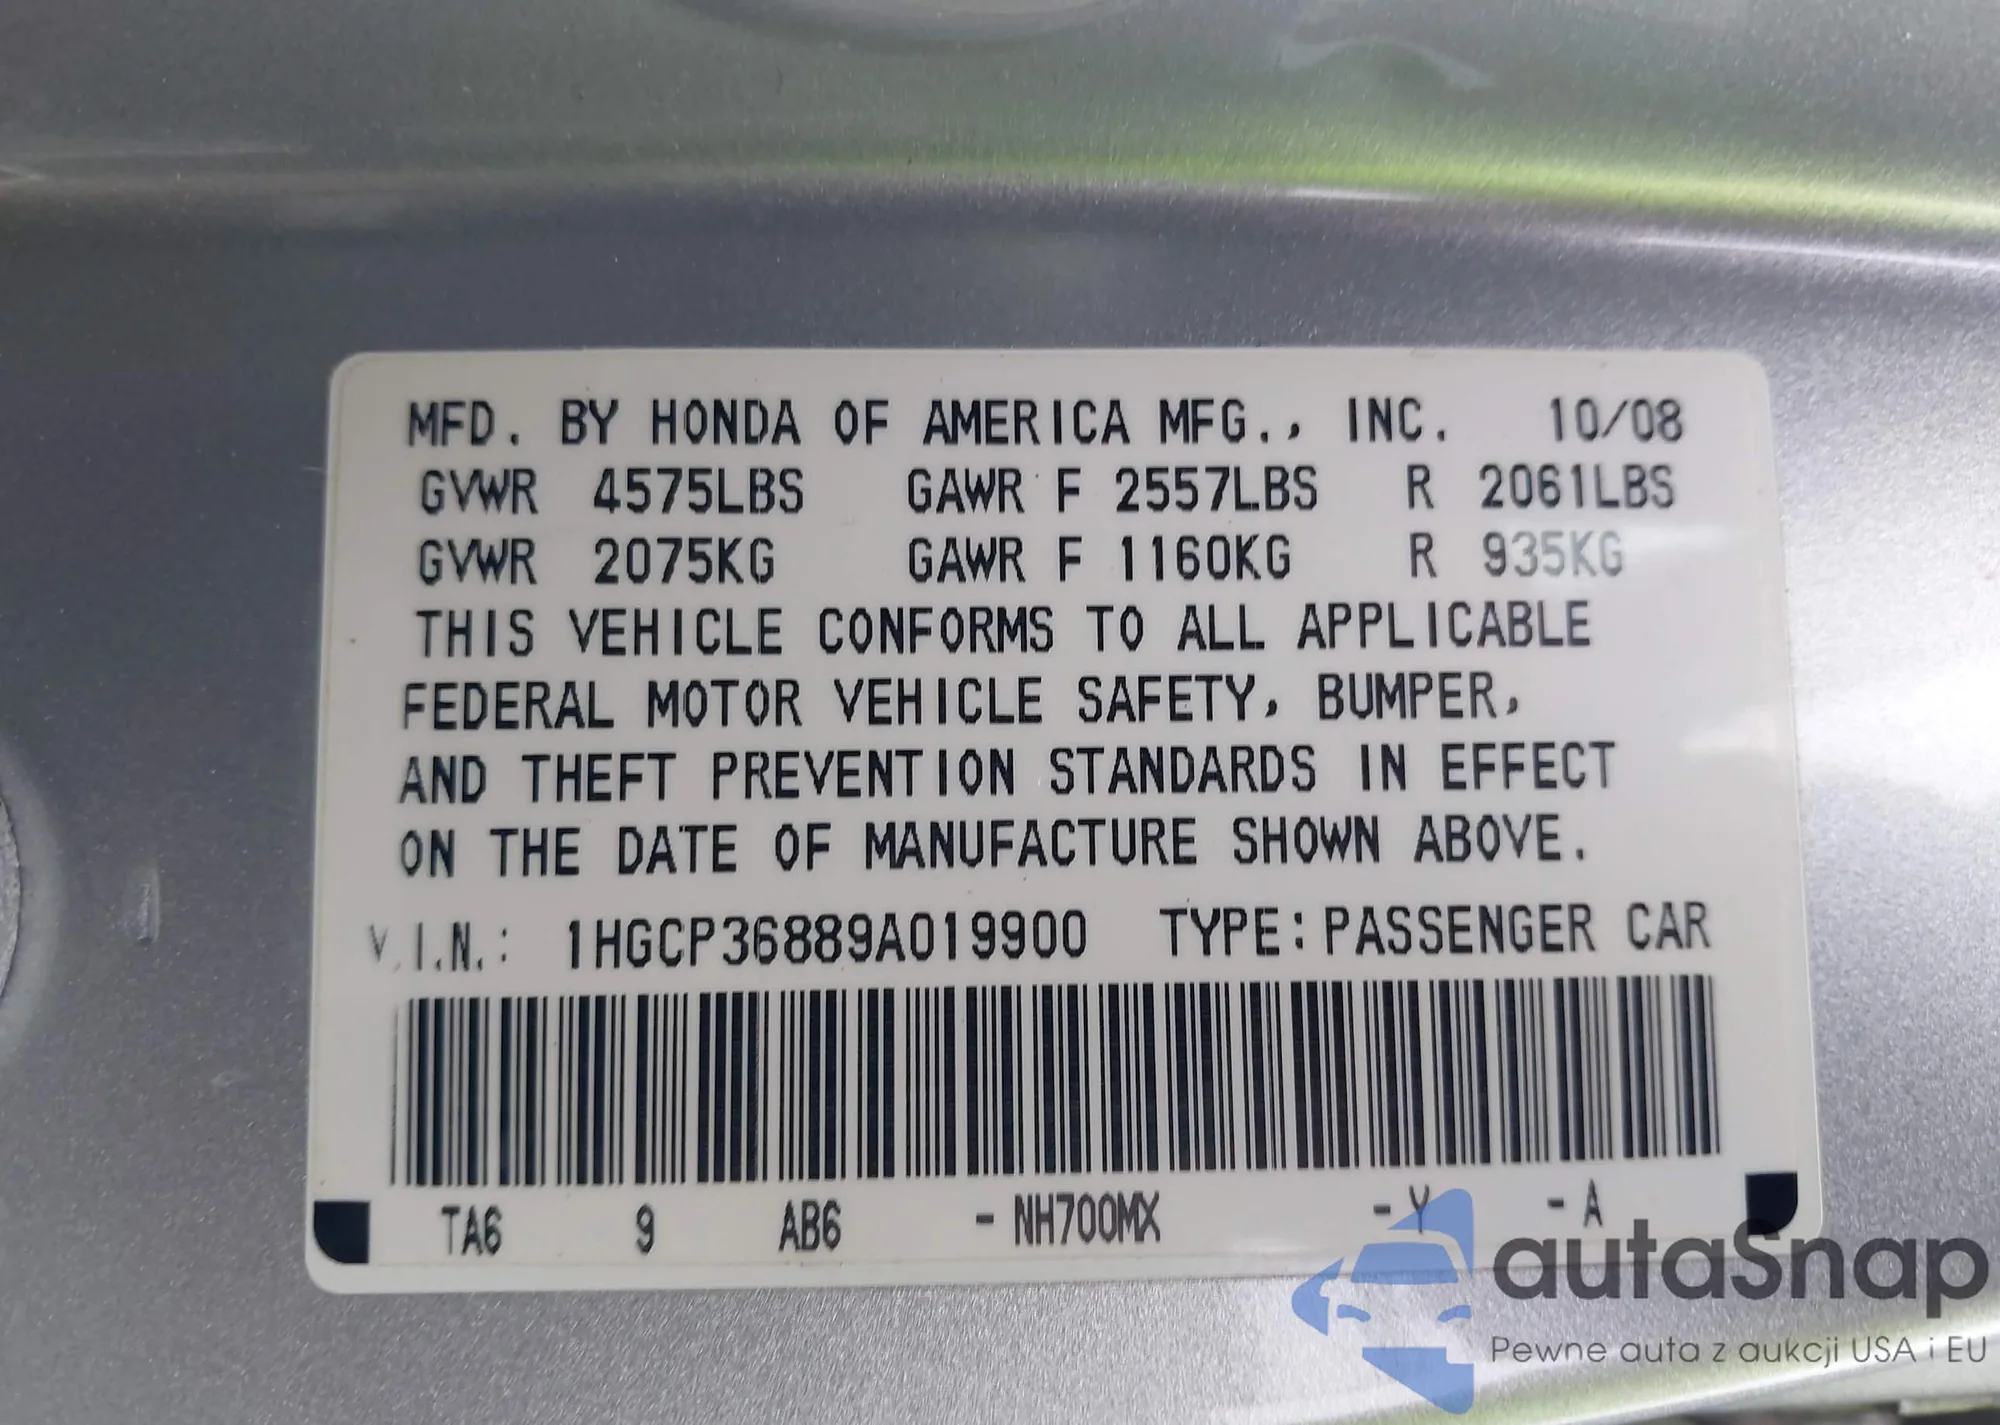 MFD. BY HONDA OF AMERICA MFG., INC. 10/08
GVWR 4575LBS GAWR F 2557LBS R 2061LBS
GVWR 2075KG GAWR F 1160KG R 935KG
THIS VEHICLE CONFORMS TO ALL APPLICABLE
FEDERAL MOTOR VEHICLE SAFETY, BUMPER,
AND THEFT PREVENTION STANDARDS IN EFFECT
ON THE DATE OF MANUFACTURE SHOWN ABOVE.
V.I.N.: 1HGCP36889A019900 TYPE: PASSENGER CAR
TA6 9 AB6 - NH700MX - Y - A
autaSnap
Pewne auta z aukcji USA i EU